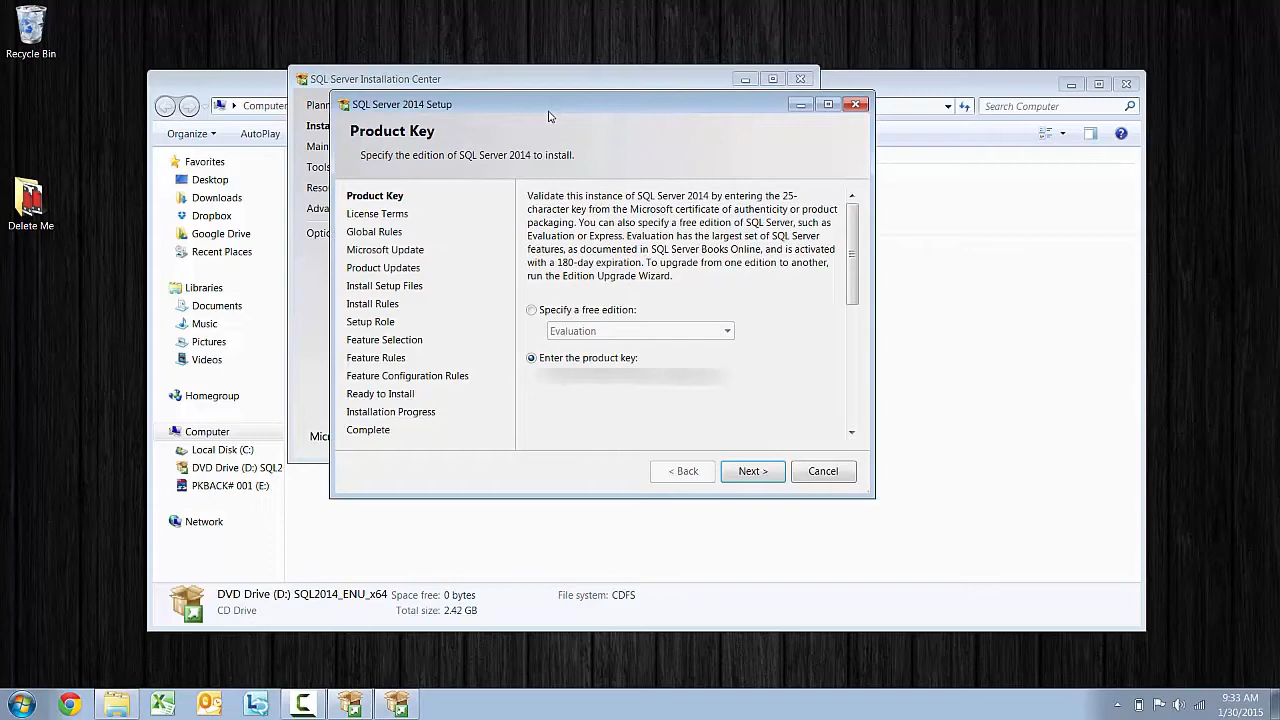 Recycle Bin
Delete Me
Computer
Search Computer
Organize
AutoPlay
Favorites
Desktop
Downloads
Dropbox
Google Drive
Recent Places
Libraries
Documents
Music
Pictures
Videos
Homegroup
Computer
Local Disk (C:)
DVD Drive (D:) SQL2
PKBACK# 001 (E:)
Network
DVD Drive (D:) SQL2014_ENU_x64 Space free: 0 bytes File system: CDFS
CD Drive Total size: 2.42 GB
SQL Server Installation Center
Plann
Insta
Main
Tools
Reso
Adva
Optio
Micr
SQL Server 2014 Setup
Product Key
Specify the edition of SQL Server 2014 to install.
Product Key
License Terms
Global Rules
Microsoft Update
Product Updates
Install Setup Files
Install Rules
Setup Role
Feature Selection
Feature Rules
Feature Configuration Rules
Ready to Install
Installation Progress
Complete
Validate this instance of SQL Server 2014 by entering the 25-
character key from the Microsoft certificate of authenticity or product
packaging. You can also specify a free edition of SQL Server, such as
Evaluation or Express. Evaluation has the largest set of SQL Server
features, as documented in SQL Server Books Online, and is activated
with a 180-day expiration. To upgrade from one edition to another,
run the Edition Upgrade Wizard.
Specify a free edition:
Evaluation
Enter the product key:
< Back
Next >
Cancel
9:33 AM
1/30/2015